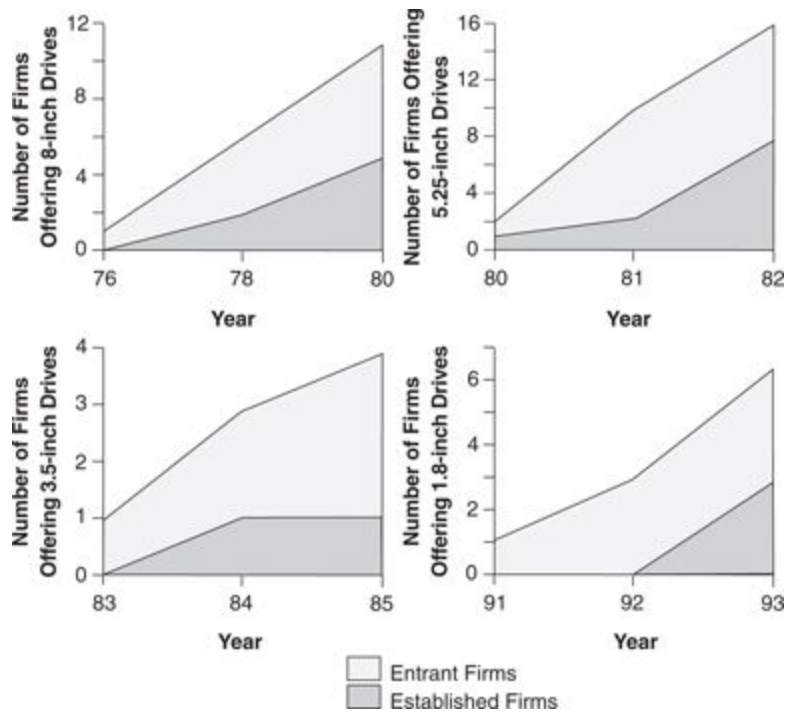 Number of Firms
Offering 8-inch Drives
12
8
4
0
76
78
80
Year
Number of Firms Offering
5.25-inch Drives
16
12
8
4
0
80
81
82
Year
Number of Firms
Offering 3.5-inch Drives
4
3
2
1
0
83
84
85
Year
Number of Firms
Offering 1.8-inch Drives
6
4
2
0
91
92
93
Year
Entrant Firms
Established Firms